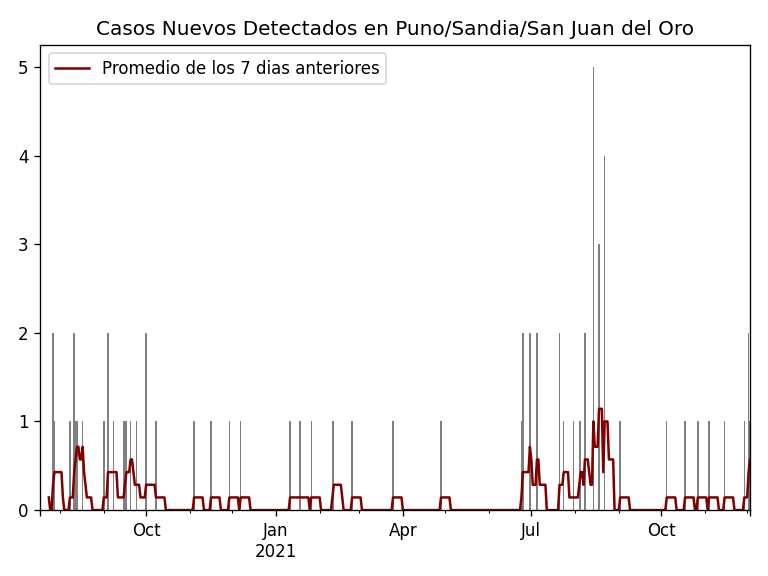 Casos Nuevos Detectados en Puno/Sandia/San Juan del Oro
Promedio de los 7 dias anteriores
5
4
3
2
1
0
Oct Jan Apr Jul Oct
2021